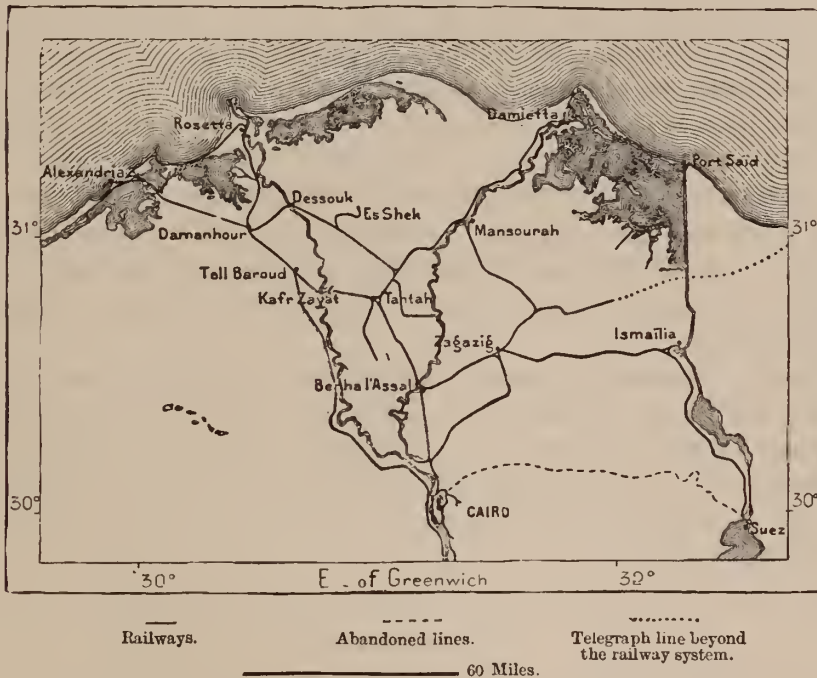 Rosetta
Damietta
Alexandria
Port Saïd
Dessouk
Es Shek
31°
31°
Damanhour
Mansourah
Tell Baroud
Kafr Zayat
Tantah
Zagazig
Ismaïlia
Benha l'Assal
30°
30°
CAIRO
Suez
30°
E. of Greenwich
32°
Railways.
Abandoned lines.
Telegraph line beyond
the railway system.
60 Miles.